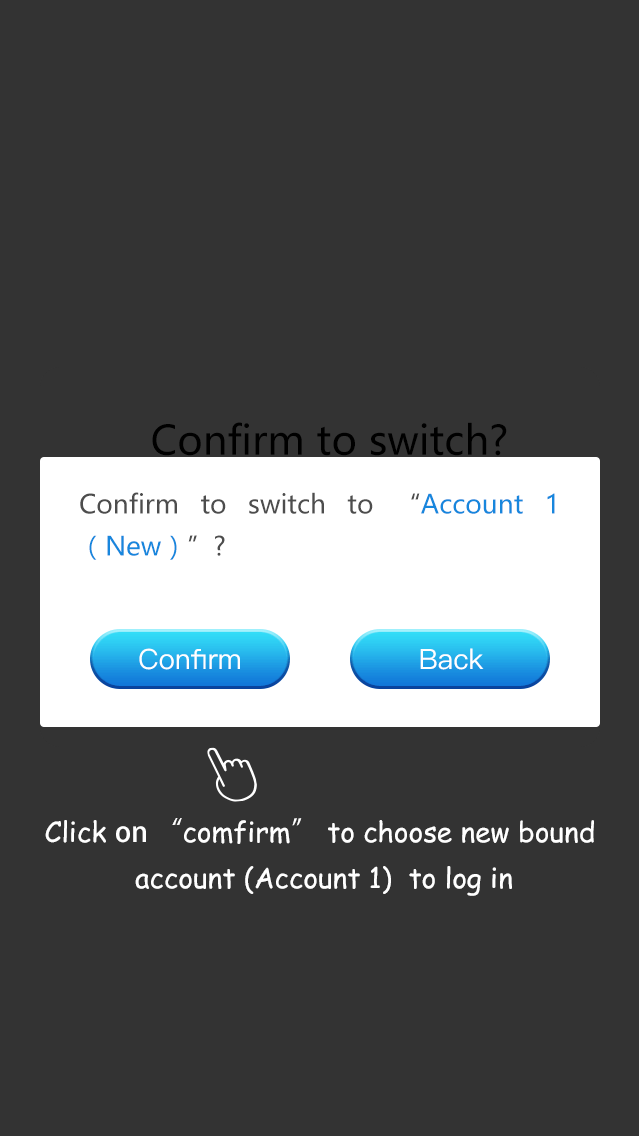 Confirm to switch?
Confirm to switch to “Account 1
(New)”?
Confirm
Back
Click on “comfirm” to choose new bound
account (Account 1) to log in